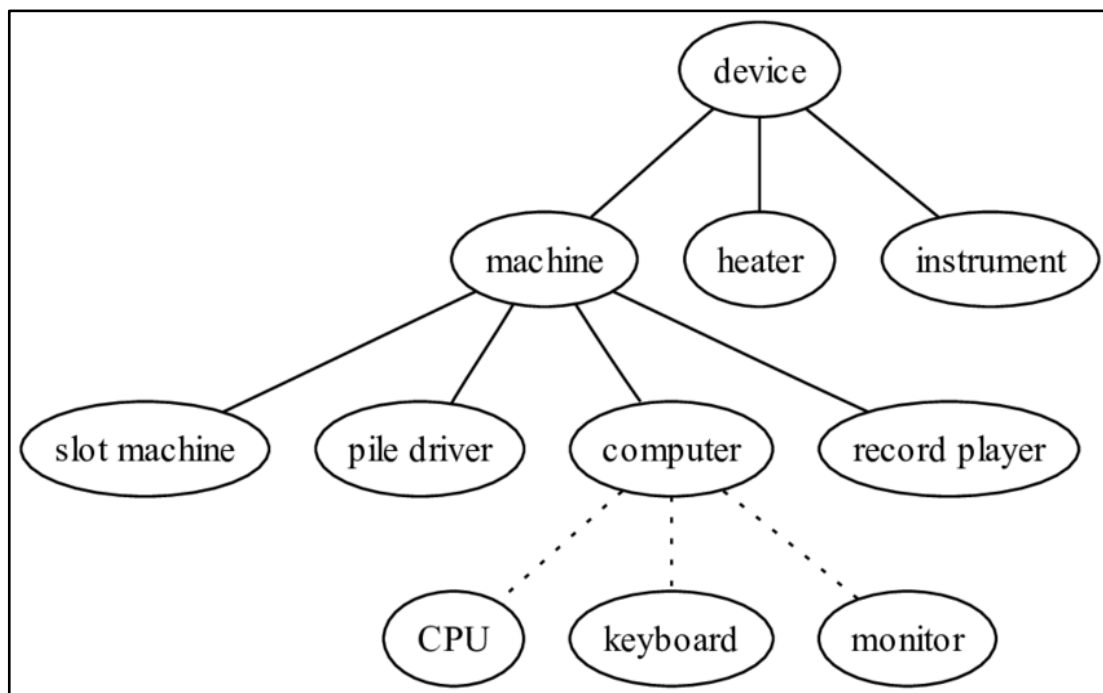 device
machine
heater
instrument
slot machine
pile driver
computer
record player
CPU
keyboard
monitor